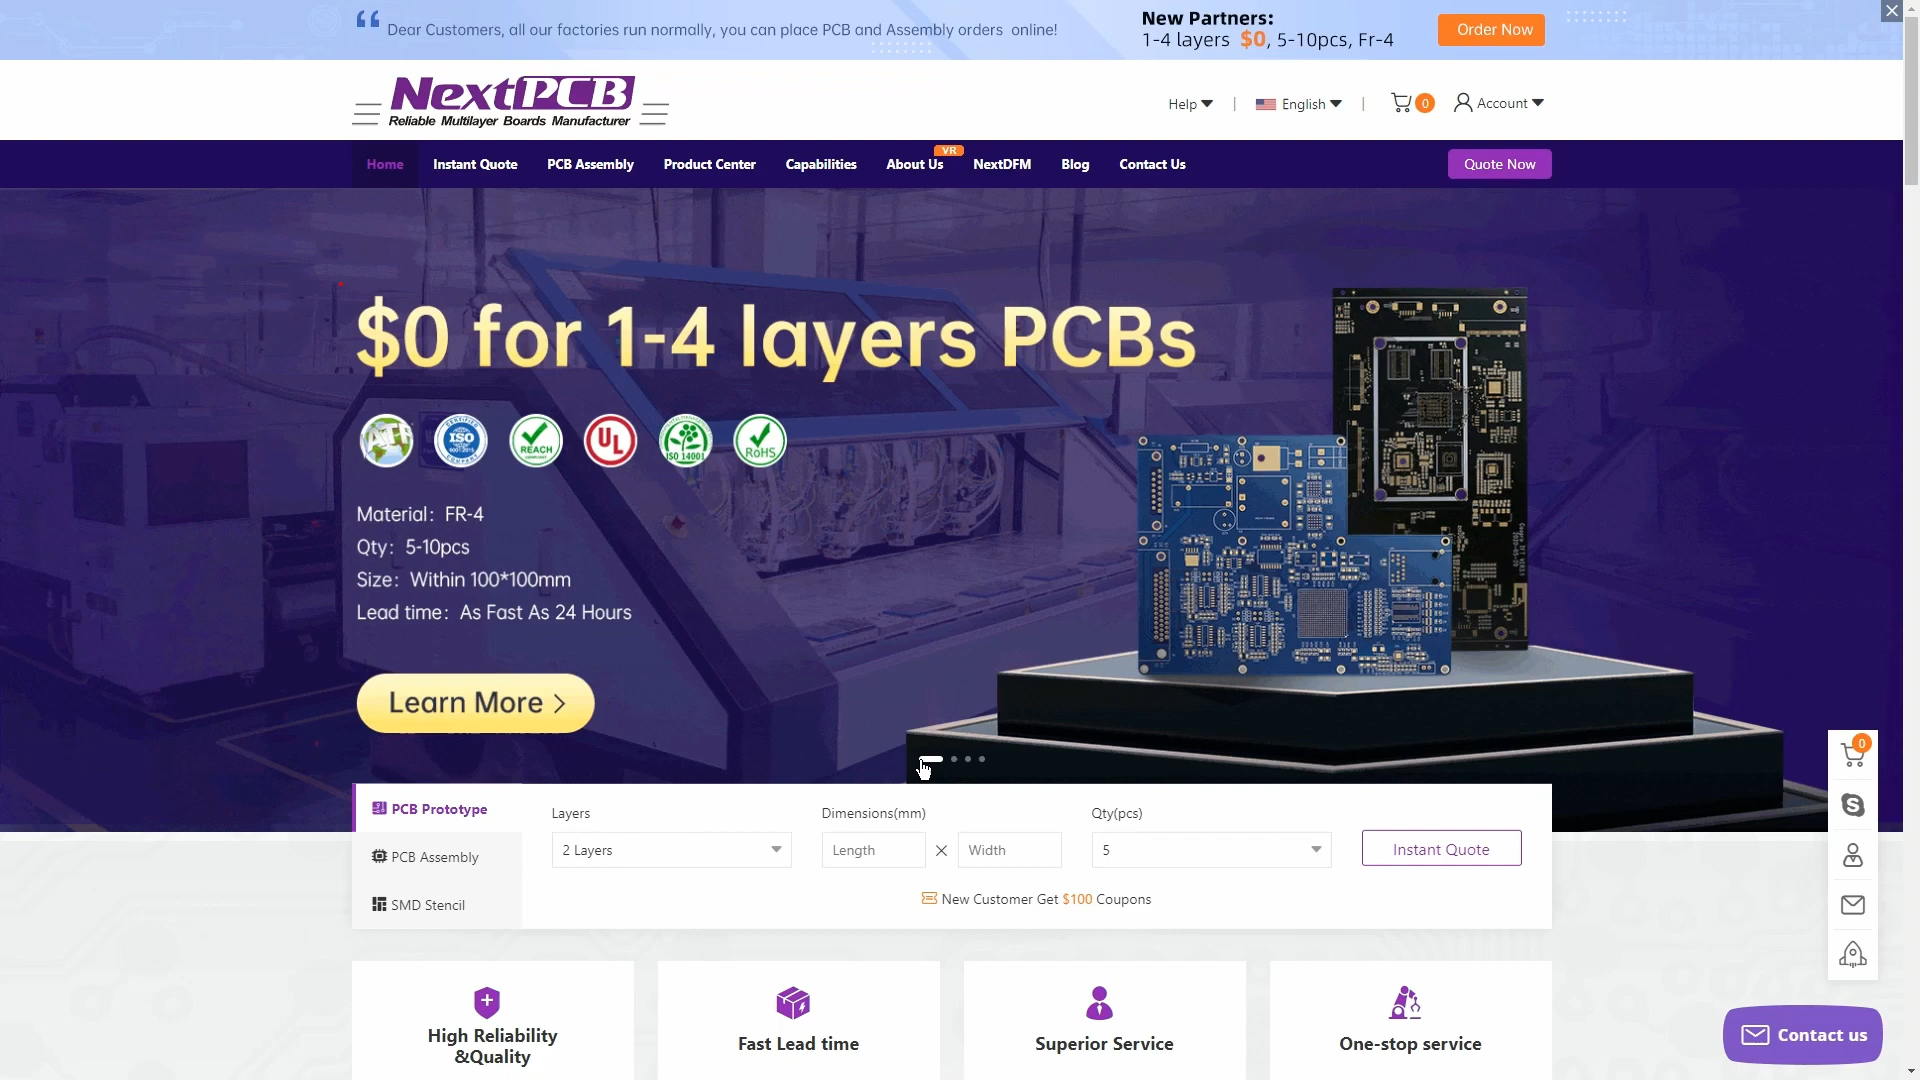 Dear Customers, all our factories run normally, you can place PCB and Assembly orders online!
New Partners:
1-4 layers $0, 5-10pcs, Fr-4
Order Now
NextPCB
Reliable Multilayer Boards Manufacturer
Help
|
English
|
0
Account
Home
Instant Quote
PCB Assembly
Product Center
Capabilities
About Us
VR
NextDFM
Blog
Contact Us
Quote Now
$0 for 1-4 layers PCBs
ISO
REACH
UL
ISO 14001
RoHS
Material: FR-4
Qty: 5-10pcs
Size: Within 100*100mm
Lead time: As Fast As 24 Hours
Learn More >
PCB Prototype
PCB Assembly
SMD Stencil
Layers
2 Layers
Dimensions(mm)
Length
Width
Qty(pcs)
5
Instant Quote
New Customer Get $100 Coupons
0
High Reliability
&Quality
Fast Lead time
Superior Service
One-stop service
Contact us